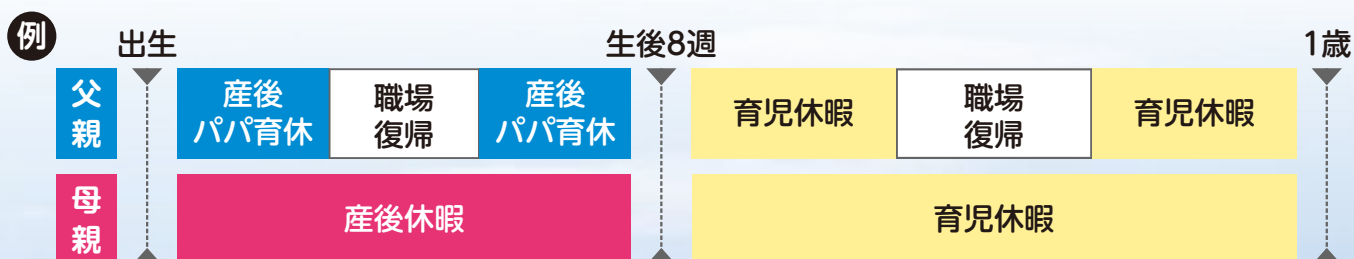 例
出生
生後8週
1歳
父親
産後
パパ育休
職場
復帰
産後
パパ育休
育児休暇
職場
復帰
育児休暇
母親
産後休暇
育児休暇